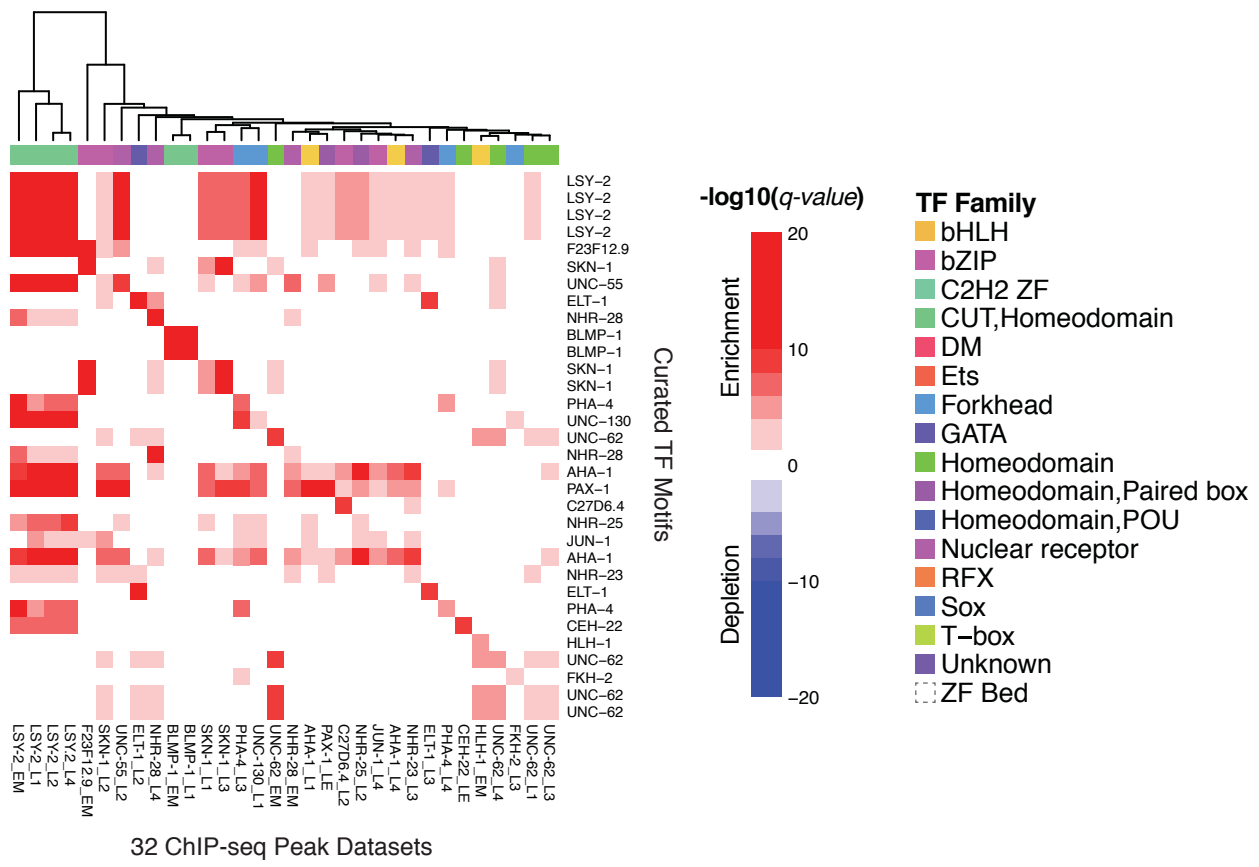 LSY−2
LSY−2
LSY−2
LSY−2
F23F12.9
SKN−1
UNC−55
ELT−1
NHR−28
BLMP−1
BLMP−1
SKN−1
SKN−1
PHA−4
UNC−130
UNC−62
NHR−28
AHA−1
PAX−1
C27D6.4
NHR−25
JUN−1
AHA−1
NHR−23
ELT−1
PHA−4
CEH−22
HLH−1
UNC−62
FKH−2
UNC−62
UNC−62
Curated TF Motifs
LSY−2_EM
LSY−2_L1
LSY−2_L2
LSY−2_L4
F23F12.9_EM
SKN−1_L2
UNC−55_L2
ELT−1_L2
NHR−28_L4
BLMP−1_EM
BLMP−1_L1
SKN−1_L1
SKN−1_L3
PHA−4_L3
UNC−130_L1
UNC−62_EM
NHR−28_EM
AHA−1_L1
PAX−1_LE
C27D6.4_L2
NHR−25_L2
JUN−1_L4
AHA−1_L4
NHR−23_L3
ELT−1_L3
PHA−4_L4
CEH−22_LE
HLH−1_EM
UNC−62_L4
FKH−2_L3
UNC−62_L1
UNC−62_L3
32 ChIP-seq Peak Datasets
-log10(q-value)
20
10
0
−10
−20
Enrichment
Depletion
TF Family
bHLH
bZIP
C2H2 ZF
CUT,Homeodomain
DM
Ets
Forkhead
GATA
Homeodomain
Homeodomain,Paired box
Homeodomain,POU
Nuclear receptor
RFX
Sox
T−box
Unknown
ZF Bed